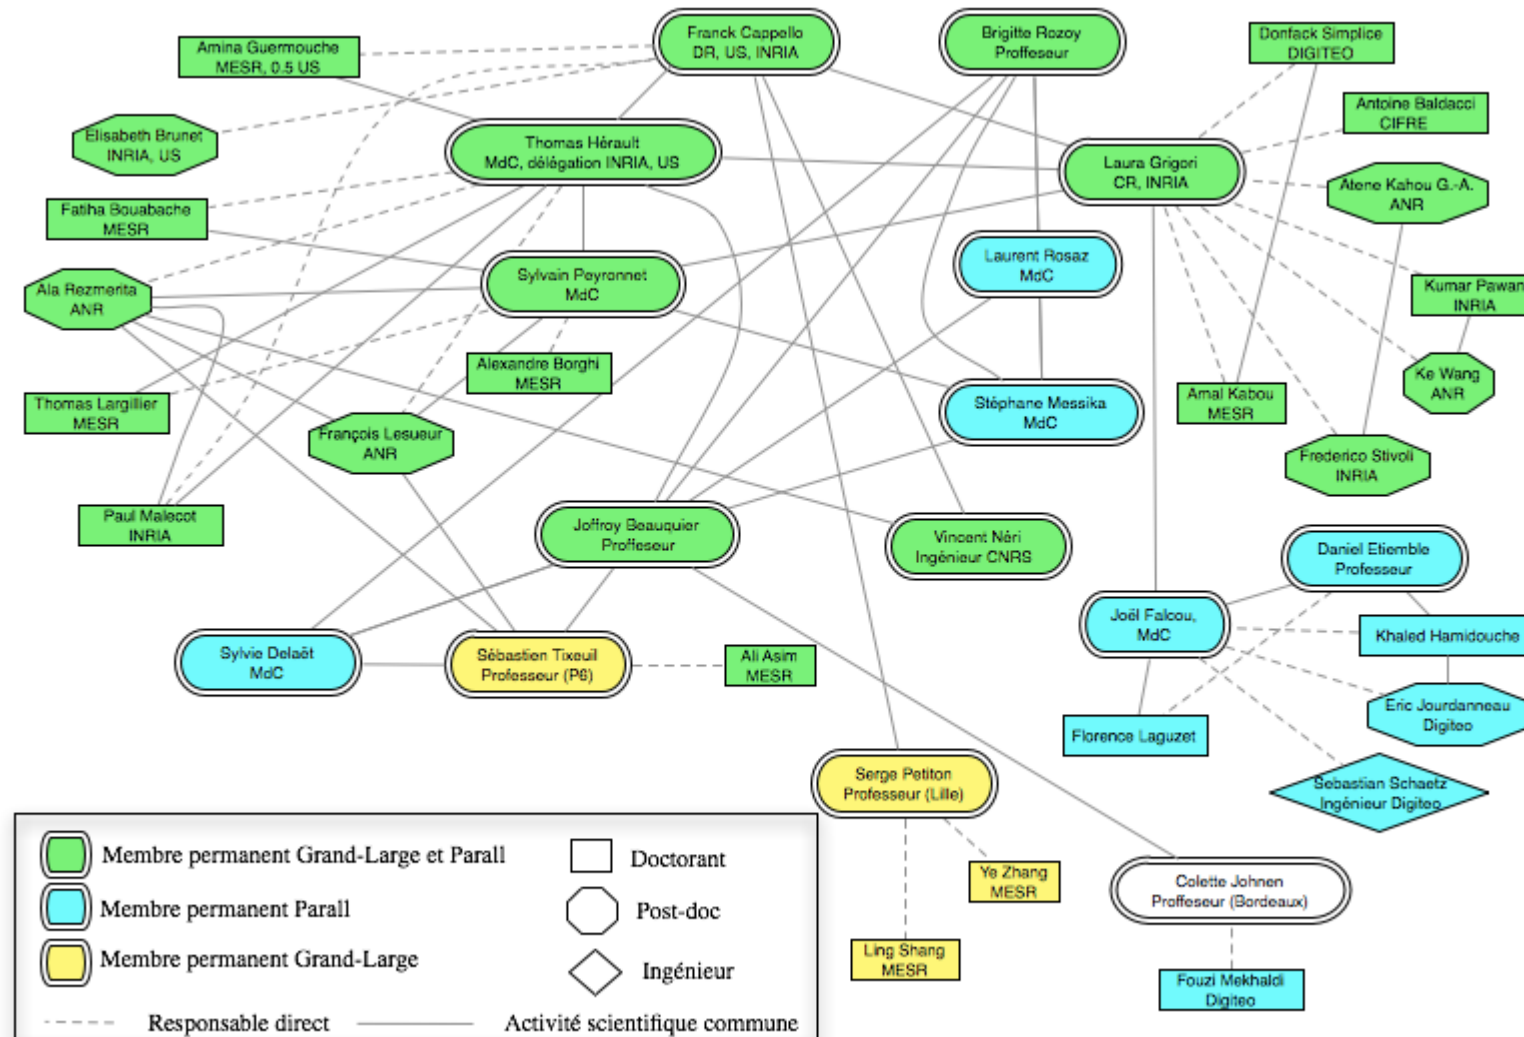 Franck Cappello
DR, US, INRIA
Brigitte Rozoy
Proffeseur
Donfack Simplice
DIGITEO
Amina Guermouche
MESR, 0.5 US
Antoine Baldacci
CIFRE
Elisabeth Brunet
INRIA, US
Thomas Hérault
MdC, délégation INRIA, US
Laura Grigori
CR, INRIA
Atene Kahou G.-A.
ANR
Fatiha Bouabache
MESR
Laurent Rosaz
MdC
Sylvain Peyronnet
MdC
Ala Rezmerita
ANR
Kumar Pawan
INRIA
Alexandre Borghi
MESR
Ke Wang
ANR
Thomas Largillier
MESR
Stéphane Messika
MdC
Amal Kabou
MESR
François Lesueur
ANR
Frederico Stivoli
INRIA
Paul Malecot
INRIA
Joffroy Beauquier
Proffeseur
Vincent Néri
Ingénieur CNRS
Daniel Etiemble
Professeur
Joël Falcou,
MdC
Khaled Hamidouche
Sylvie Delaët
MdC
Sébastien Tixeuil
Professeur (P6)
Ali Asim
MESR
Eric Jourdanneau
Digiteo
Florence Laguzet
Serge Petiton
Professeur (Lille)
Sebastian Schaetz
Ingénieur Digiteo
Ye Zhang
MESR
Colette Johnen
Proffeseur (Bordeaux)
Ling Shang
MESR
Fouzi Mekhaldi
Digiteo
Membre permanent Grand-Large et Parall
Doctorant
Membre permanent Parall
Post-doc
Membre permanent Grand-Large
Ingénieur
Responsable direct
Activité scientifique commune